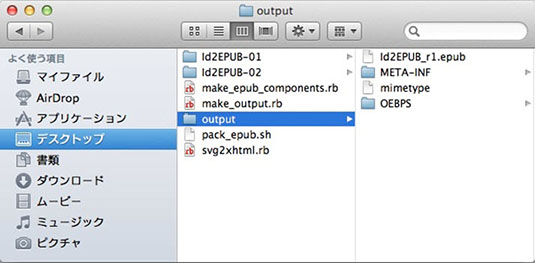 output
よく使う項目
マイファイル
AirDrop
アプリケーション
デスクトップ
書類
ダウンロード
ムービー
ミュージック
ピクチャ
Id2EPUB-01
Id2EPUB-02
make_epub_components.rb
make_output.rb
output
pack_epub.sh
svg2xhtml.rb
Id2EPUB_r1.epub
META-INF
mimetype
OEBPS